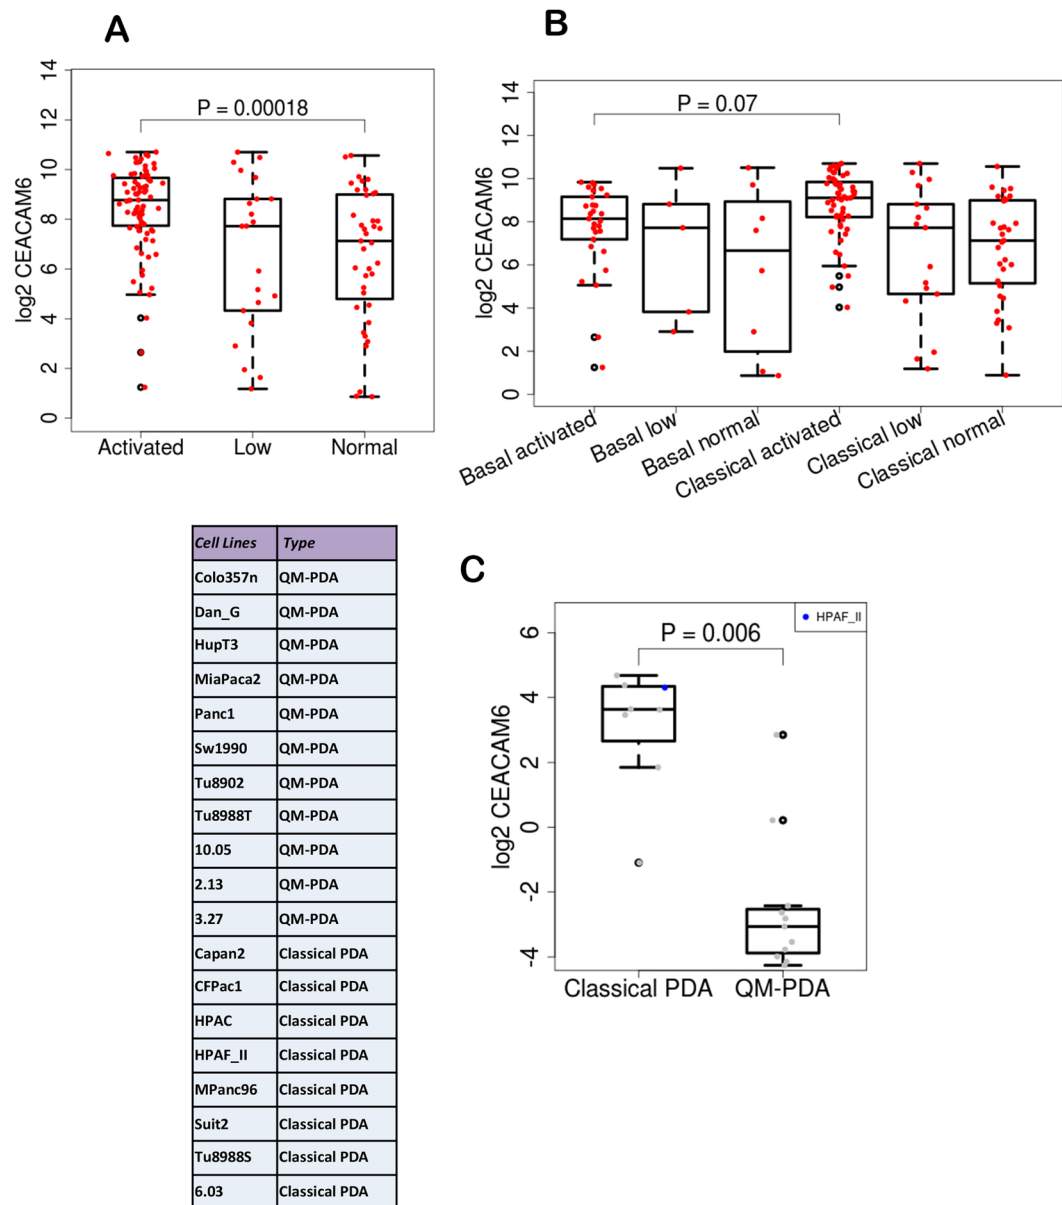 A
14
12
10
8
6
4
2
0
log2 CEACAM6
P = 0.00018
Activated Low Normal
B
14
12
10
8
6
4
2
0
log2 CEACAM6
P = 0.07
Basal activated
Basal low
Basal normal
Classical activated
Classical low
Classical normal
Cell Lines Type
Colo357n QM-PDA
Dan_G QM-PDA
HupT3 QM-PDA
MiaPaca2 QM-PDA
Panc1 QM-PDA
Sw1990 QM-PDA
Tu8902 QM-PDA
Tu8988T QM-PDA
10.05 QM-PDA
2.13 QM-PDA
3.27 QM-PDA
Capan2 Classical PDA
CFPac1 Classical PDA
HPAC Classical PDA
HPAF_II Classical PDA
MPanc96 Classical PDA
Suit2 Classical PDA
Tu8988S Classical PDA
6.03 Classical PDA
C
HPAF_II
6
4
2
0
-2
-4
log2 CEACAM6
P = 0.006
Classical PDA QM-PDA